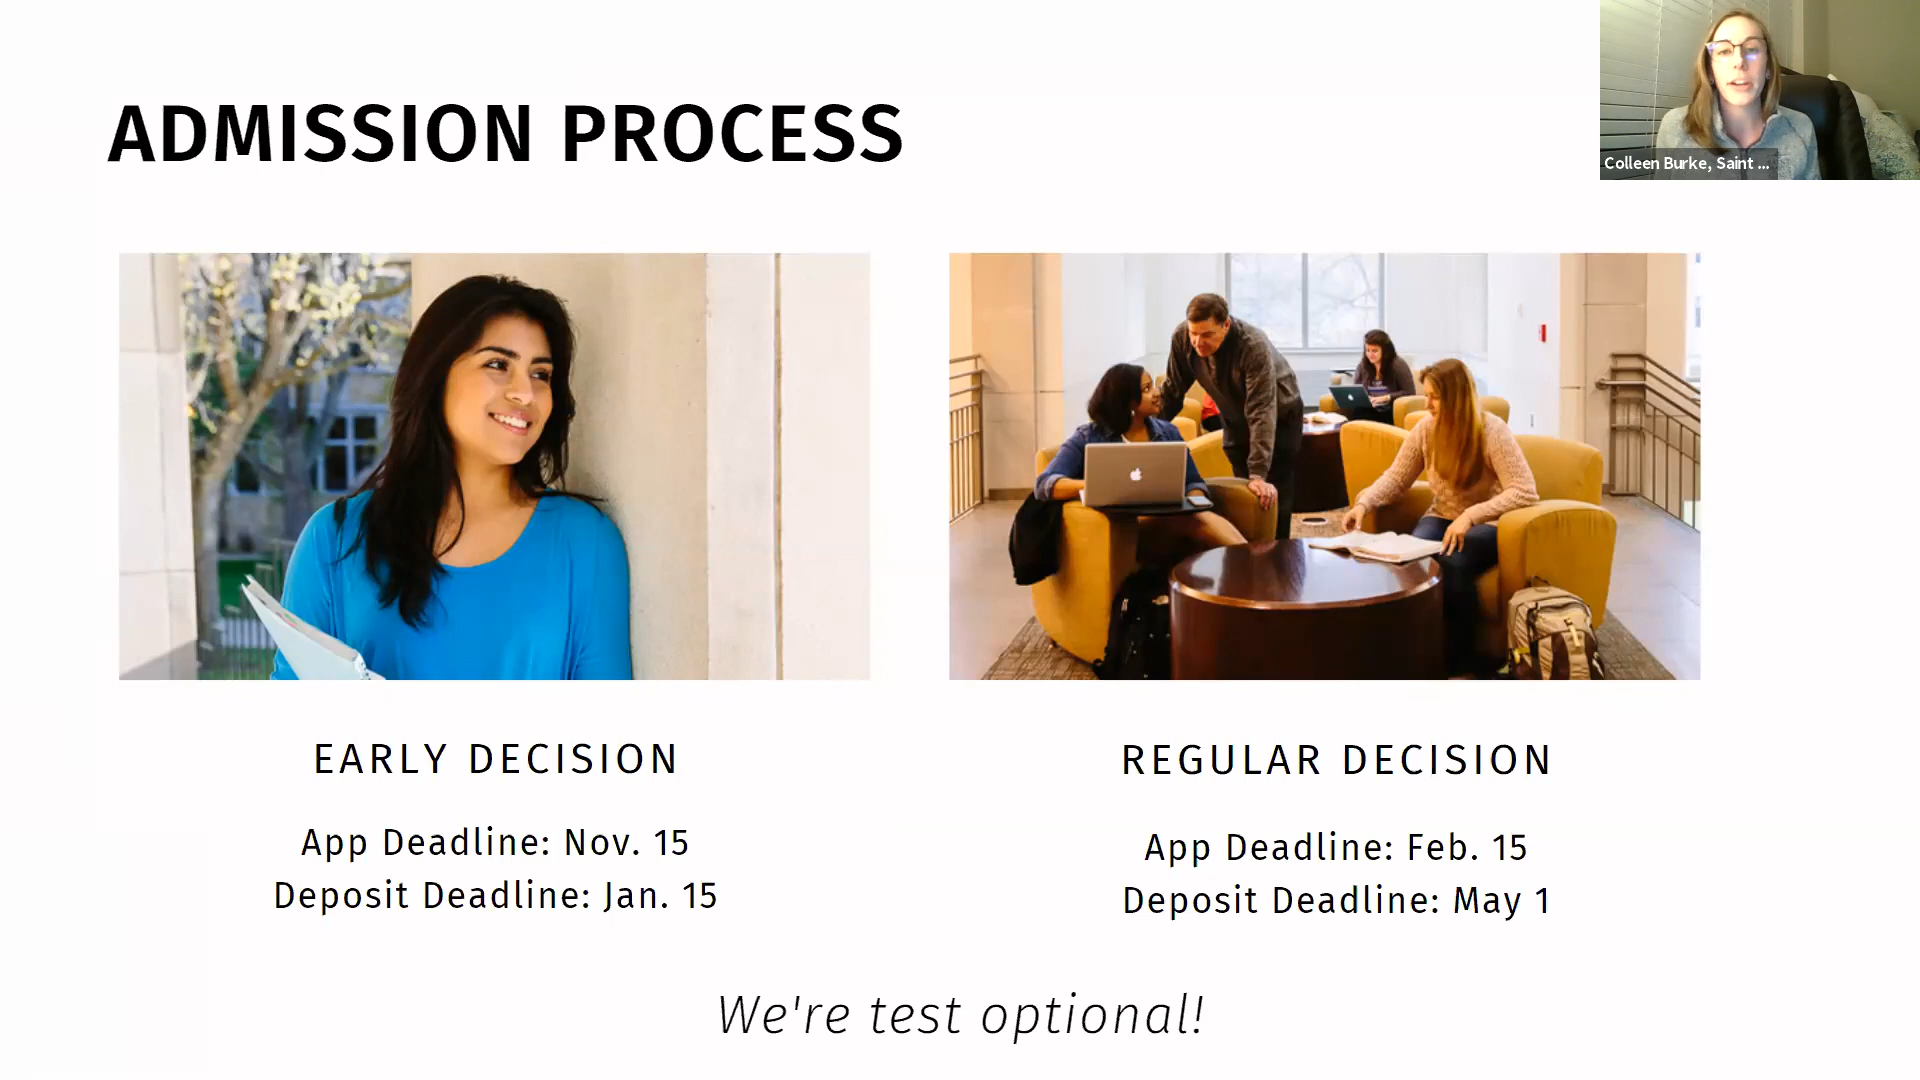 ADMISSION PROCESS
Colleen Burke, Saint ...
EARLY DECISION
App Deadline: Nov. 15
Deposit Deadline: Jan. 15
REGULAR DECISION
App Deadline: Feb. 15
Deposit Deadline: May 1
We're test optional!